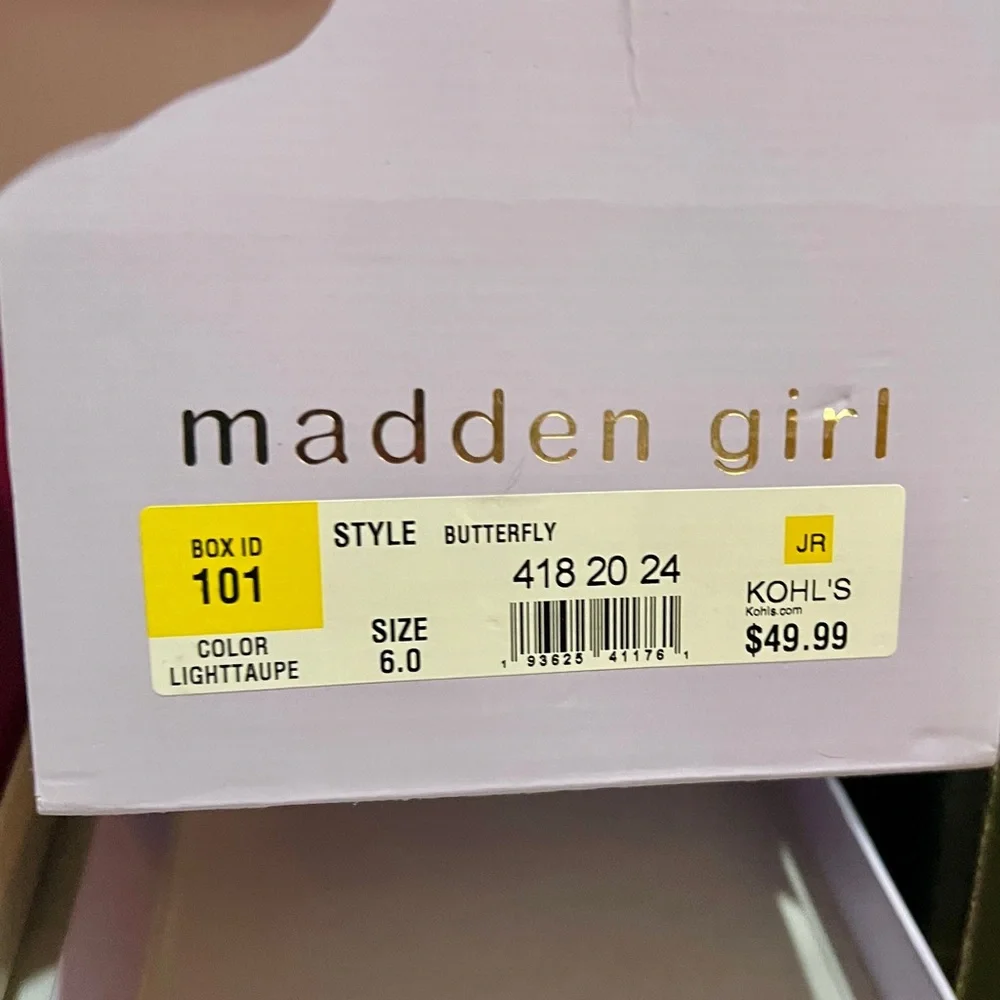 madden girl
BOX ID
101
COLOR
LIGHTTAUPE
STYLE BUTTERFLY
418 20 24
SIZE
6.0
1 93625 41176 1
JR
KOHL'S
Kohls.com
$49.99